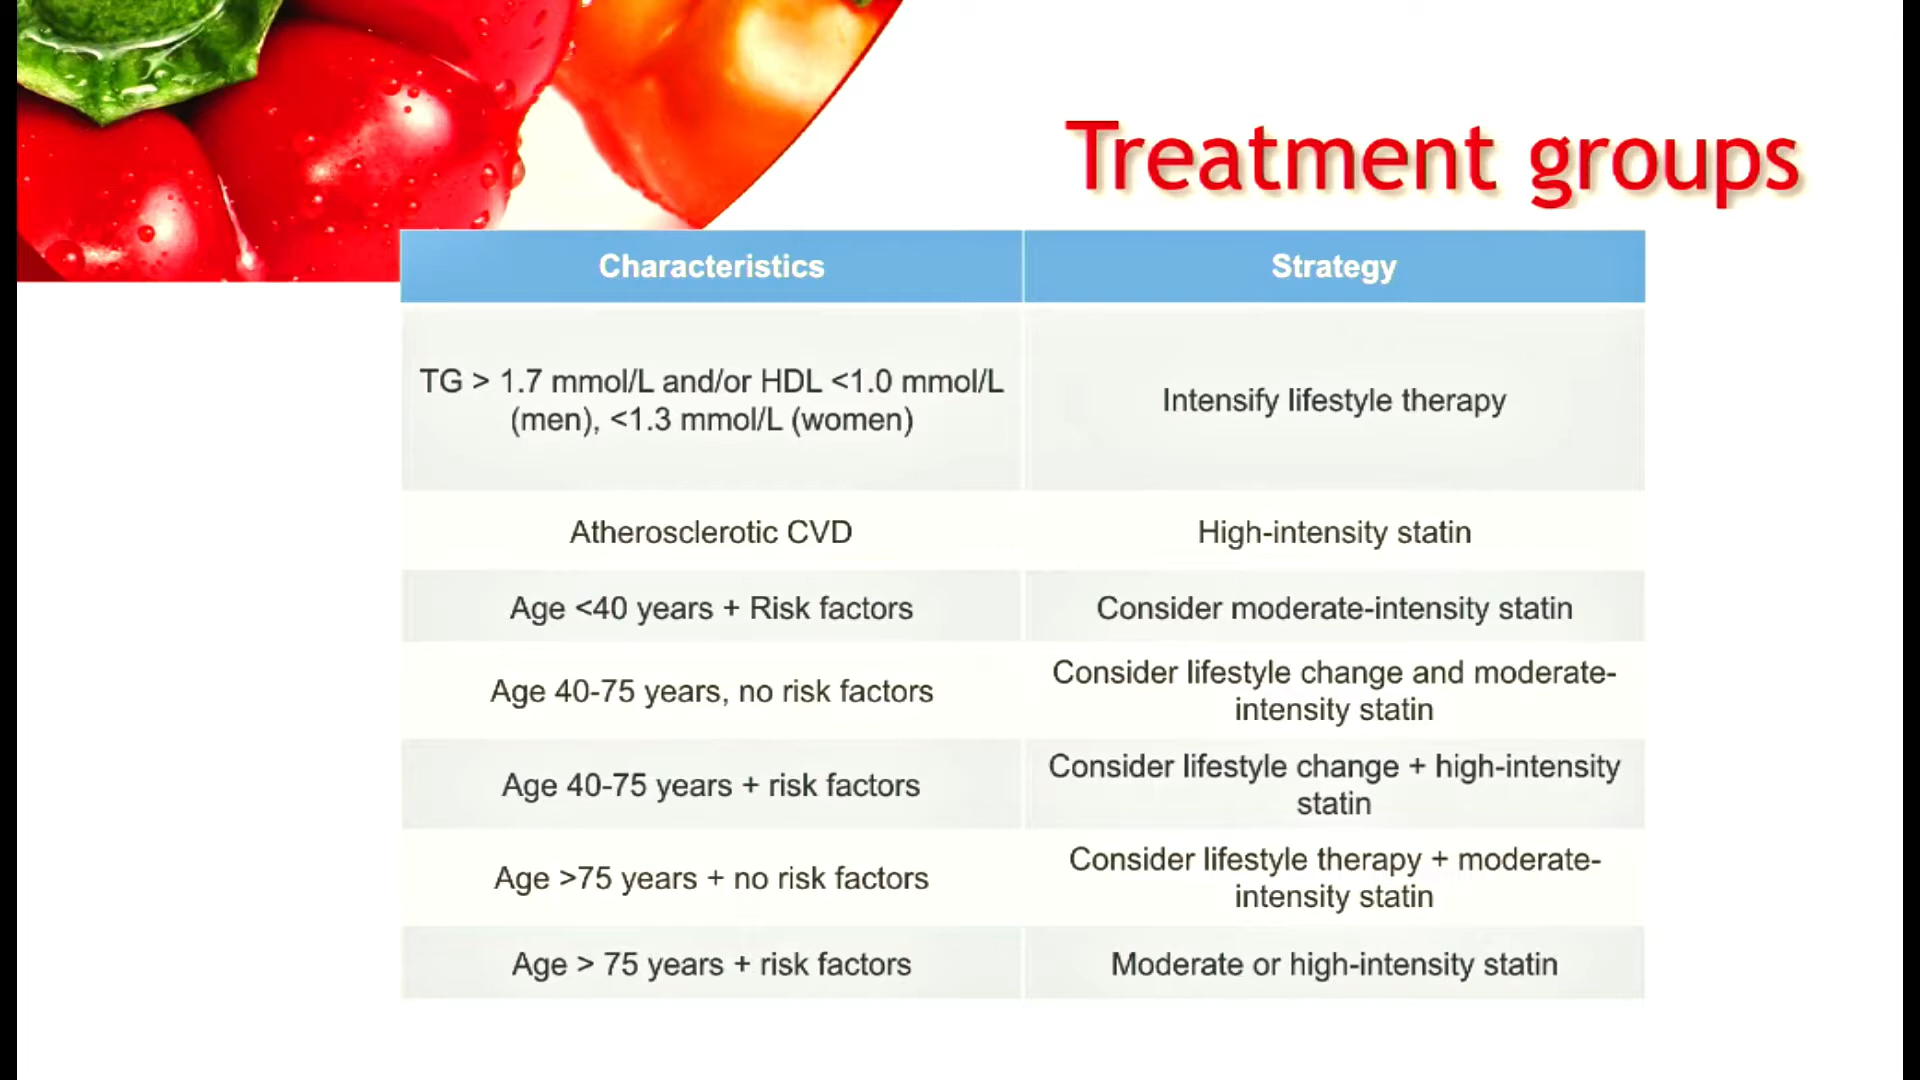 Treatment groups
Characteristics
Strategy
TG > 1.7 mmol/L and/or HDL <1.0 mmol/L
(men), <1.3 mmol/L (women)
Intensify lifestyle therapy
Atherosclerotic CVD
High-intensity statin
Age <40 years + Risk factors
Consider moderate-intensity statin
Age 40-75 years, no risk factors
Consider lifestyle change and moderate-
intensity statin
Age 40-75 years + risk factors
Consider lifestyle change + high-intensity
statin
Age >75 years + no risk factors
Consider lifestyle therapy + moderate-
intensity statin
Age > 75 years + risk factors
Moderate or high-intensity statin